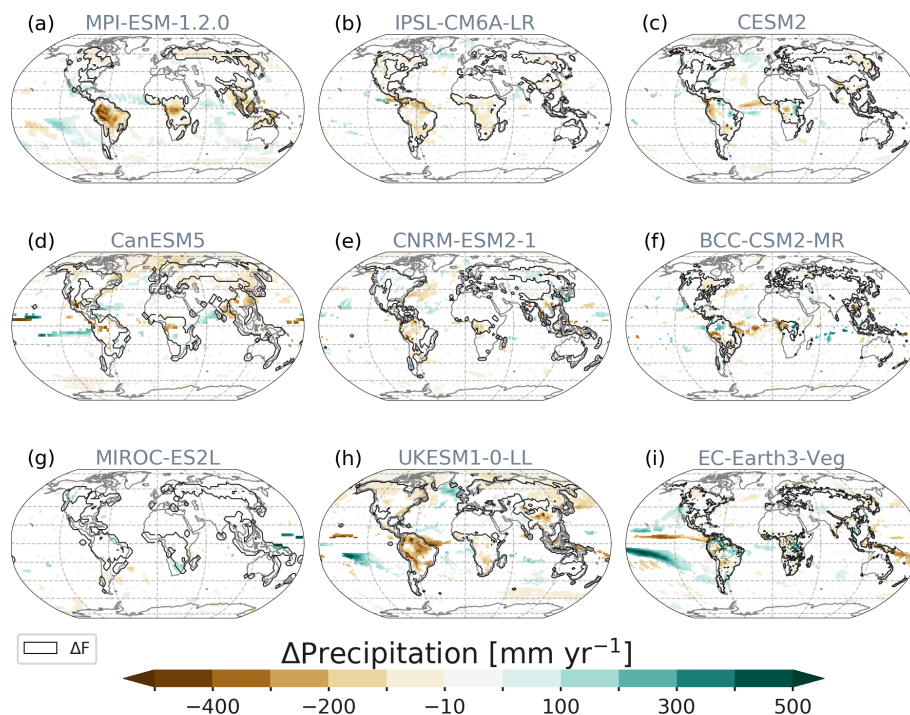 (a) MPI-ESM-1.2.0
(b) IPSL-CM6A-LR
(c) CESM2
(d) CanESM5
(e) CNRM-ESM2-1
(f) BCC-CSM2-MR
(g) MIROC-ES2L
(h) UKESM1-0-LL
(i) EC-Earth3-Veg
ΔF
ΔPrecipitation [mm yr⁻¹]
−400 −200 −10 100 300 500